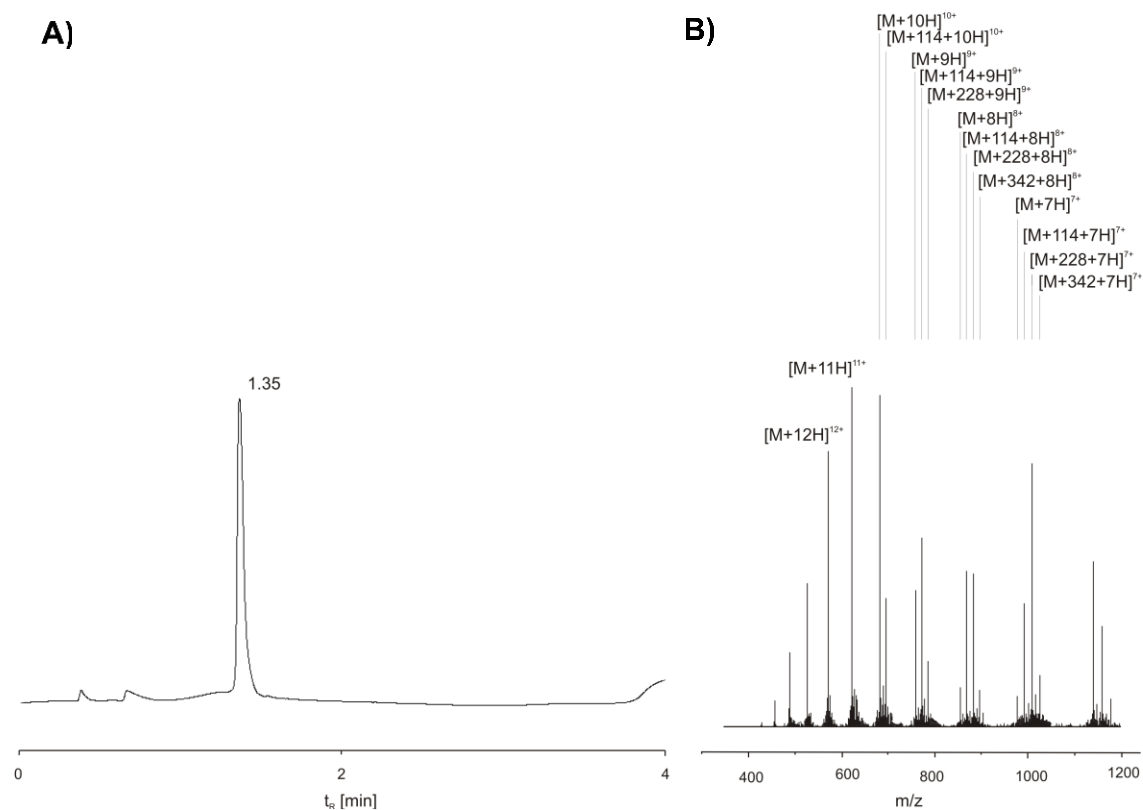 A)
1.35
0
2
4
tR [min]
B)
[M+10H]10+
[M+114+10H]10+
[M+9H]9+
[M+114+9H]9+
[M+228+9H]9+
[M+8H]8+
[M+114+8H]8+
[M+228+8H]8+
[M+342+8H]8+
[M+7H]7+
[M+114+7H]7+
[M+228+7H]7+
[M+342+7H]7+
[M+11H]11+
[M+12H]12+
400
600
800
1000
1200
m/z